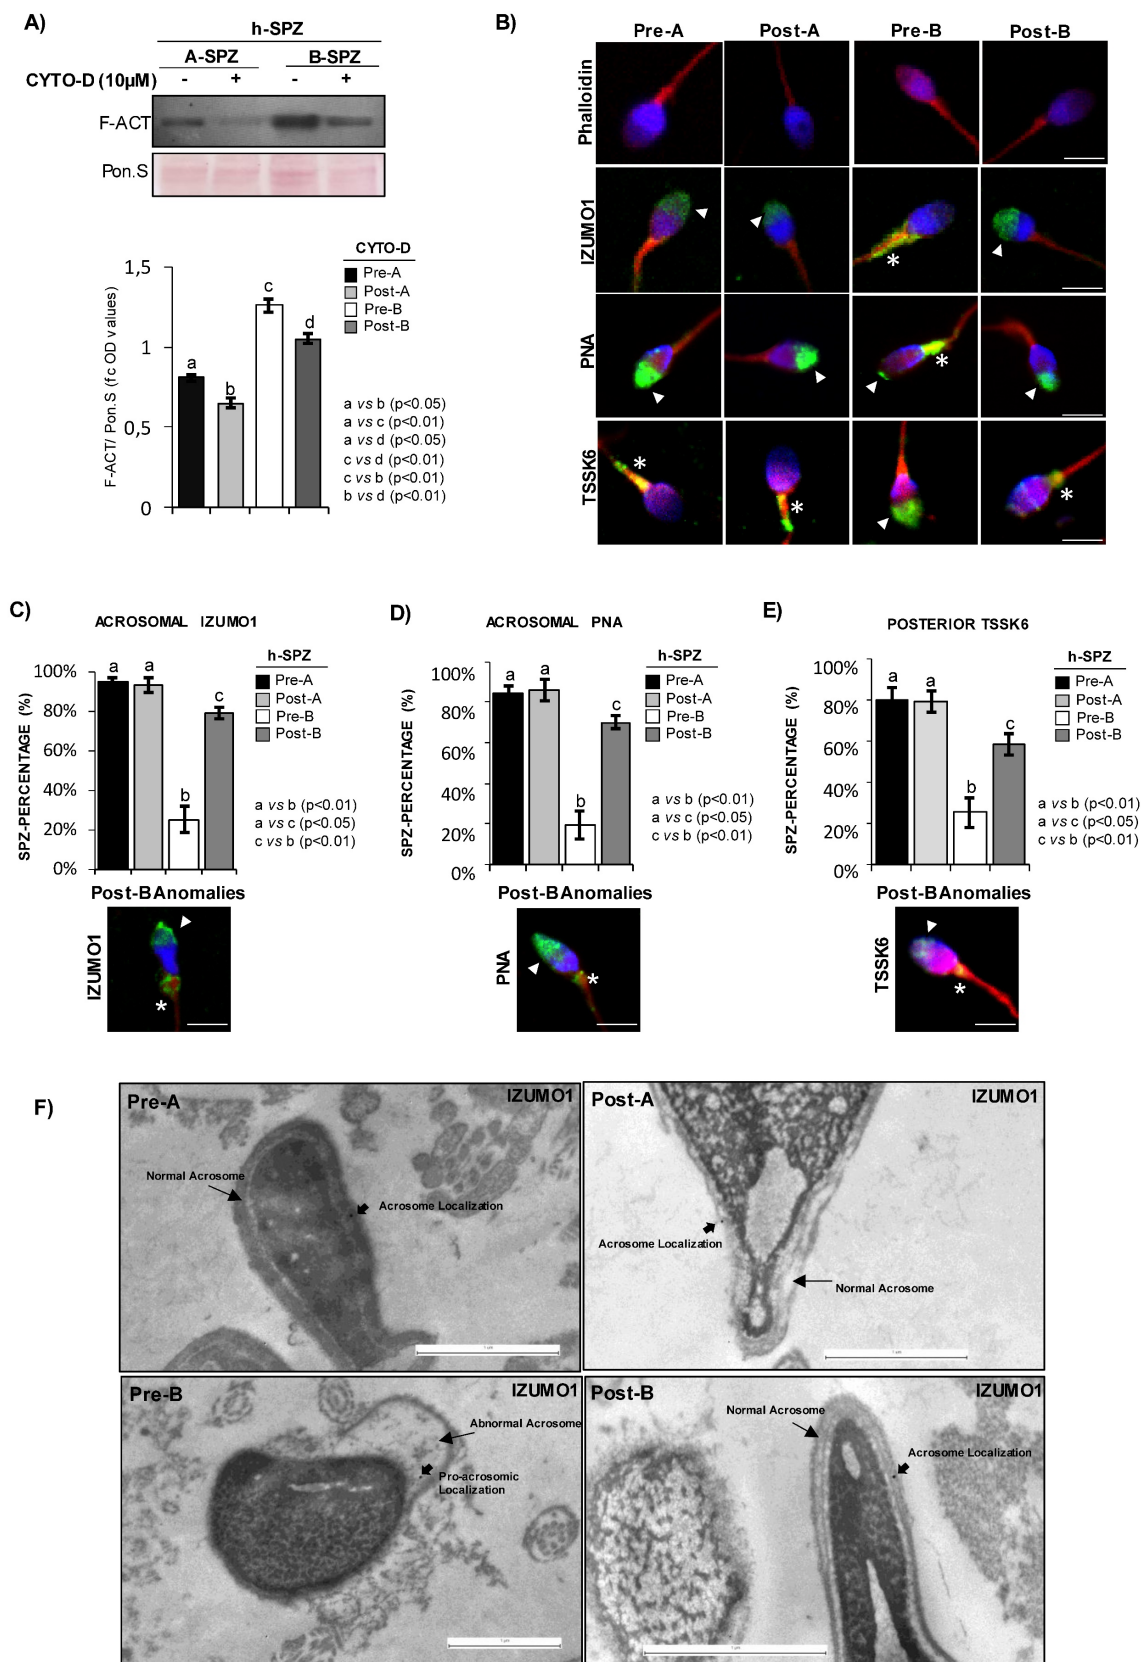 A)
h-SPZ
A-SPZ B-SPZ
CYTO-D (10µM) - + - +
F-ACT
Pon.S
CYTO-D
Pre-A
Post-A
Pre-B
Post-B
F-ACT/ Pon.S (fc OD values)
1,5
1
0,5
0
a
b
c
d
a vs b (p<0.05)
a vs c (p<0.01)
a vs d (p<0.05)
c vs d (p<0.01)
c vs b (p<0.01)
b vs d (p<0.01)
B)
Pre-A Post-A Pre-B Post-B
Phalloidin
IZUMO1
*
PNA
*
TSSK6
* * *
C)
ACROSOMAL IZUMO1
SPZ-PERCENTAGE (%)
100%
80%
60%
40%
20%
0%
a a b c
h-SPZ
Pre-A
Post-A
Pre-B
Post-B
a vs b (p<0.01)
a vs c (p<0.05)
c vs b (p<0.01)
Post-B Anomalies
IZUMO1
*
D)
ACROSOMAL PNA
SPZ-PERCENTAGE (%)
100%
80%
60%
40%
20%
0%
a a b c
h-SPZ
Pre-A
Post-A
Pre-B
Post-B
a vs b (p<0.01)
a vs c (p<0.05)
c vs b (p<0.01)
Post-B Anomalies
PNA
*
E)
POSTERIOR TSSK6
SPZ-PERCENTAGE (%)
100%
80%
60%
40%
20%
0%
a a b c
h-SPZ
Pre-A
Post-A
Pre-B
Post-B
a vs b (p<0.01)
a vs c (p<0.05)
c vs b (p<0.01)
Post-B Anomalies
TSSK6
*
F)
Pre-A IZUMO1
Normal Acrosome
Acrosome Localization
1 µm
Post-A IZUMO1
Acrosome Localization
Normal Acrosome
1 µm
Pre-B IZUMO1
Abnormal Acrosome
Pro-acrosomic
Localization
1 µm
Post-B IZUMO1
Normal Acrosome
Acrosome Localization
1 µm